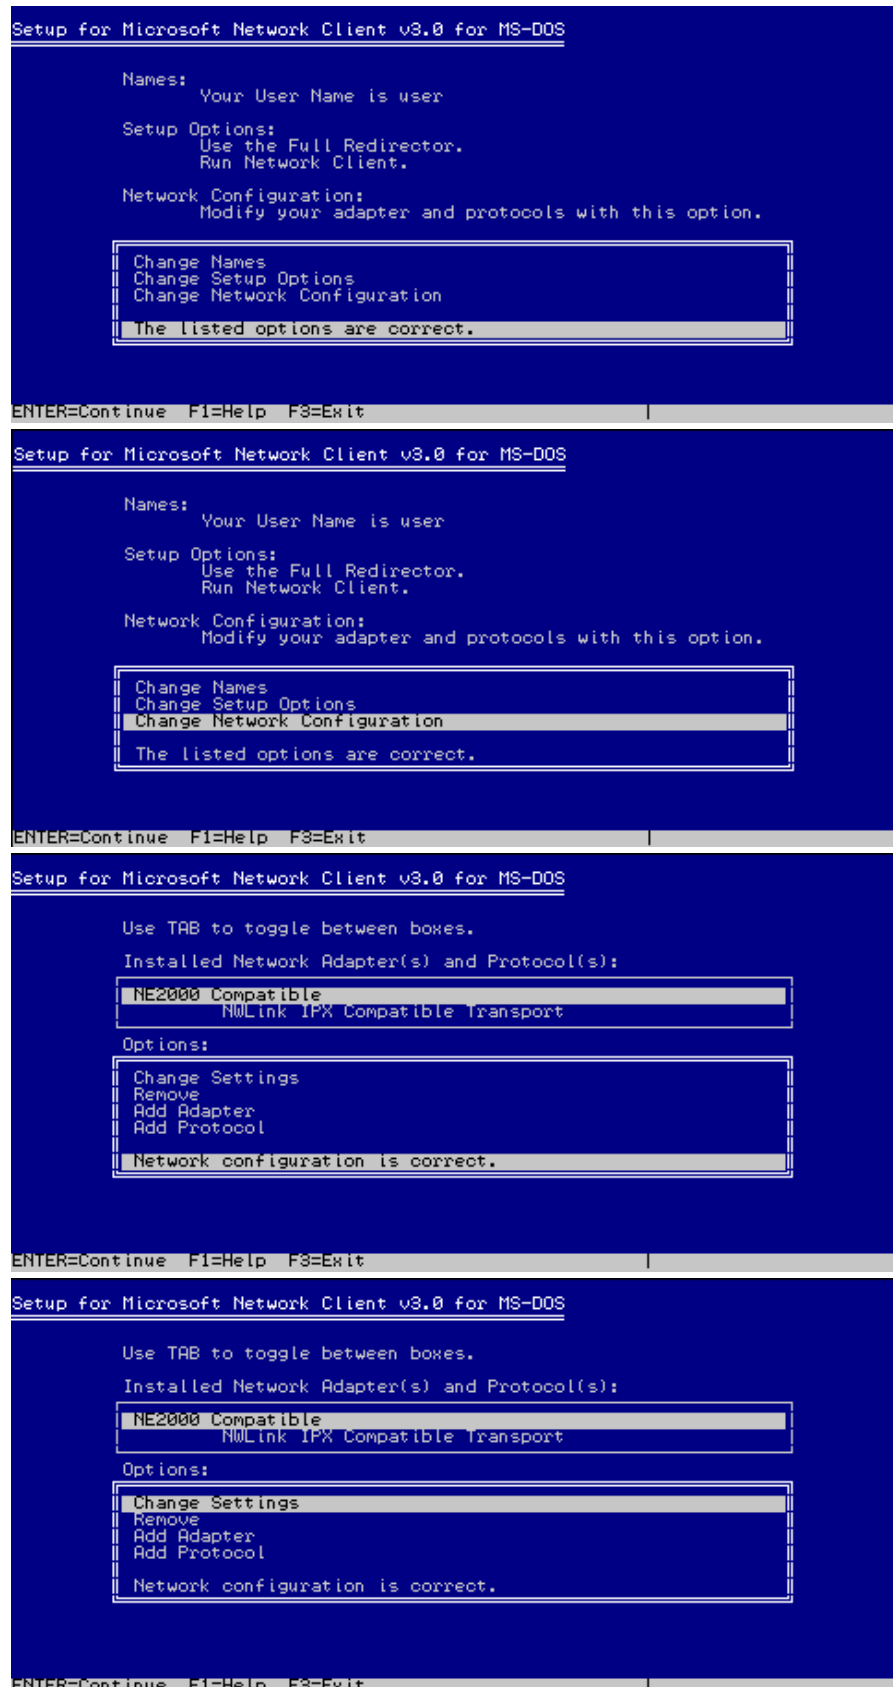 Setup for Microsoft Network Client v3.0 for MS-DOS
Names:
Your User Name is user
Setup Options:
Use the Full Redirector.
Run Network Client.
Network Configuration:
Modify your adapter and protocols with this option.
Change Names
Change Setup Options
Change Network Configuration
The listed options are correct.
ENTER=Continue F1=Help F3=Exit
Setup for Microsoft Network Client v3.0 for MS-DOS
Names:
Your User Name is user
Setup Options:
Use the Full Redirector.
Run Network Client.
Network Configuration:
Modify your adapter and protocols with this option.
Change Names
Change Setup Options
Change Network Configuration
The listed options are correct.
ENTER=Continue F1=Help F3=Exit
Setup for Microsoft Network Client v3.0 for MS-DOS
Use TAB to toggle between boxes.
Installed Network Adapter(s) and Protocol(s):
NE2000 Compatible
NWLink IPX Compatible Transport
Options:
Change Settings
Remove
Add Adapter
Add Protocol
Network configuration is correct.
ENTER=Continue F1=Help F3=Exit
Setup for Microsoft Network Client v3.0 for MS-DOS
Use TAB to toggle between boxes.
Installed Network Adapter(s) and Protocol(s):
NE2000 Compatible
NWLink IPX Compatible Transport
Options:
Change Settings
Remove
Add Adapter
Add Protocol
Network configuration is correct.
ENTER=Continue F1=Help F3=Exit